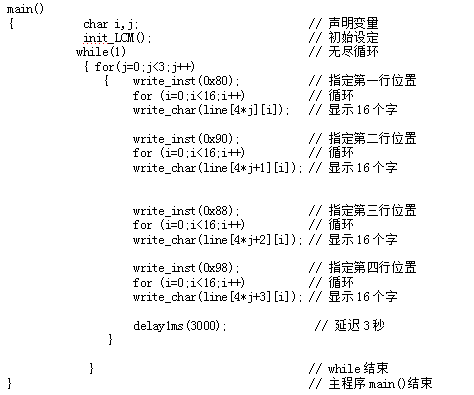 main()
{ char i,j; // 声明变量
init_LCM(); // 初始设定
while(1) // 无尽循环
{ for(j=0;j<3;j++)
{ write_inst(0x80); // 指定第一行位置
for (i=0;i<16;i++) // 循环
write_char(line[4*j][i]); // 显示16个字
write_inst(0x90); // 指定第二行位置
for (i=0;i<16;i++) // 循环
write_char(line[4*j+1][i]); // 显示16个字
write_inst(0x88); // 指定第三行位置
for (i=0;i<16;i++) // 循环
write_char(line[4*j+2][i]); // 显示16个字
write_inst(0x98); // 指定第四行位置
for (i=0;i<16;i++) // 循环
write_char(line[4*j+3][i]); // 显示16个字
delay1ms(3000); // 延迟3秒
}
} // while结束
} // 主程序main()结束